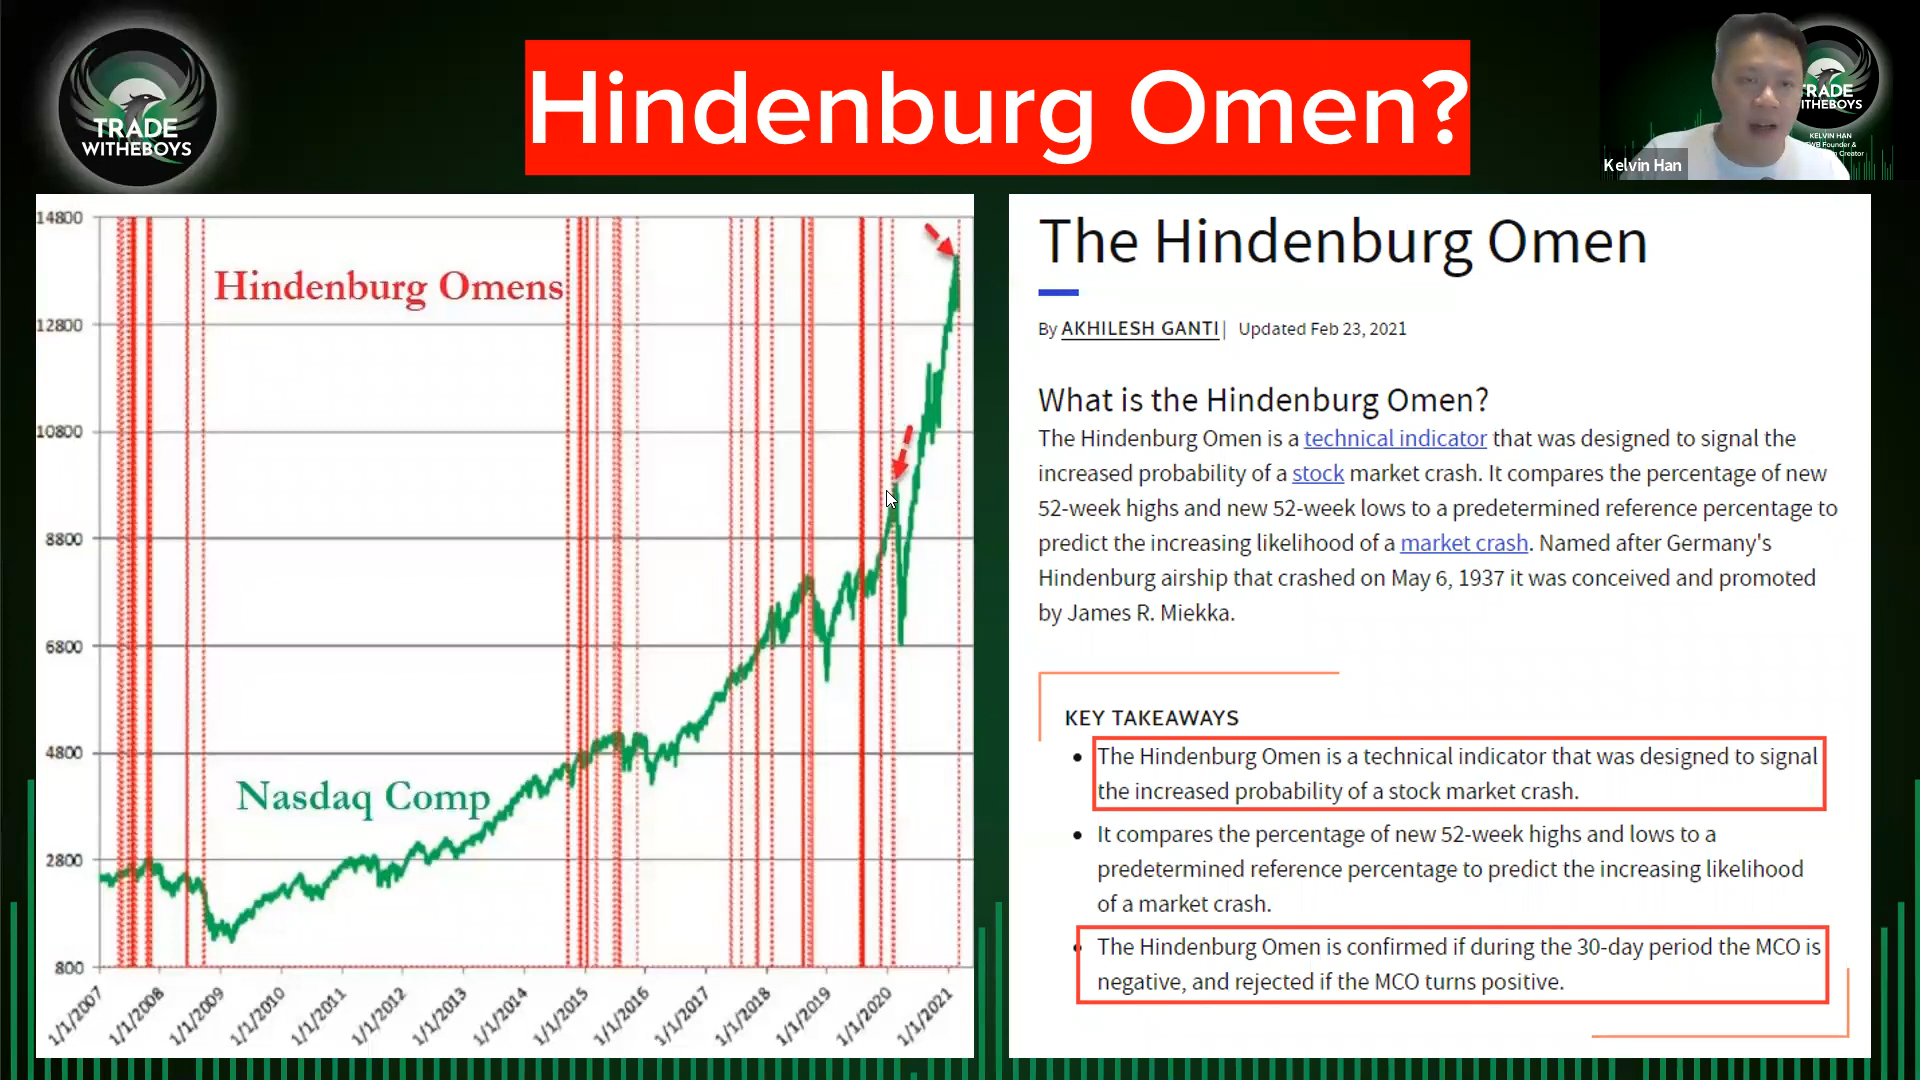 Hindenburg Omen?
TRADE
WITHEBOYS
TRADE
ITHEBOYS
KELVIN HAN
Founder &
Creator
Kelvin Han
14800
12800
10800
8800
6800
4800
2800
800
Hindenburg Omens
Nasdaq Comp
1/1/2007
1/1/2008
1/1/2009
1/1/2010
1/1/2011
1/1/2012
1/1/2013
1/1/2014
1/1/2015
1/1/2016
1/1/2017
1/1/2018
1/1/2019
1/1/2020
1/1/2021
The Hindenburg Omen
By AKHILESH GANTI | Updated Feb 23, 2021
What is the Hindenburg Omen?
The Hindenburg Omen is a technical indicator that was designed to signal the
increased probability of a stock market crash. It compares the percentage of new
52-week highs and new 52-week lows to a predetermined reference percentage to
predict the increasing likelihood of a market crash. Named after Germany's
Hindenburg airship that crashed on May 6, 1937 it was conceived and promoted
by James R. Miekka.
KEY TAKEAWAYS
The Hindenburg Omen is a technical indicator that was designed to signal
the increased probability of a stock market crash.
It compares the percentage of new 52-week highs and lows to a
predetermined reference percentage to predict the increasing likelihood
of a market crash.
The Hindenburg Omen is confirmed if during the 30-day period the MCO is
negative, and rejected if the MCO turns positive.